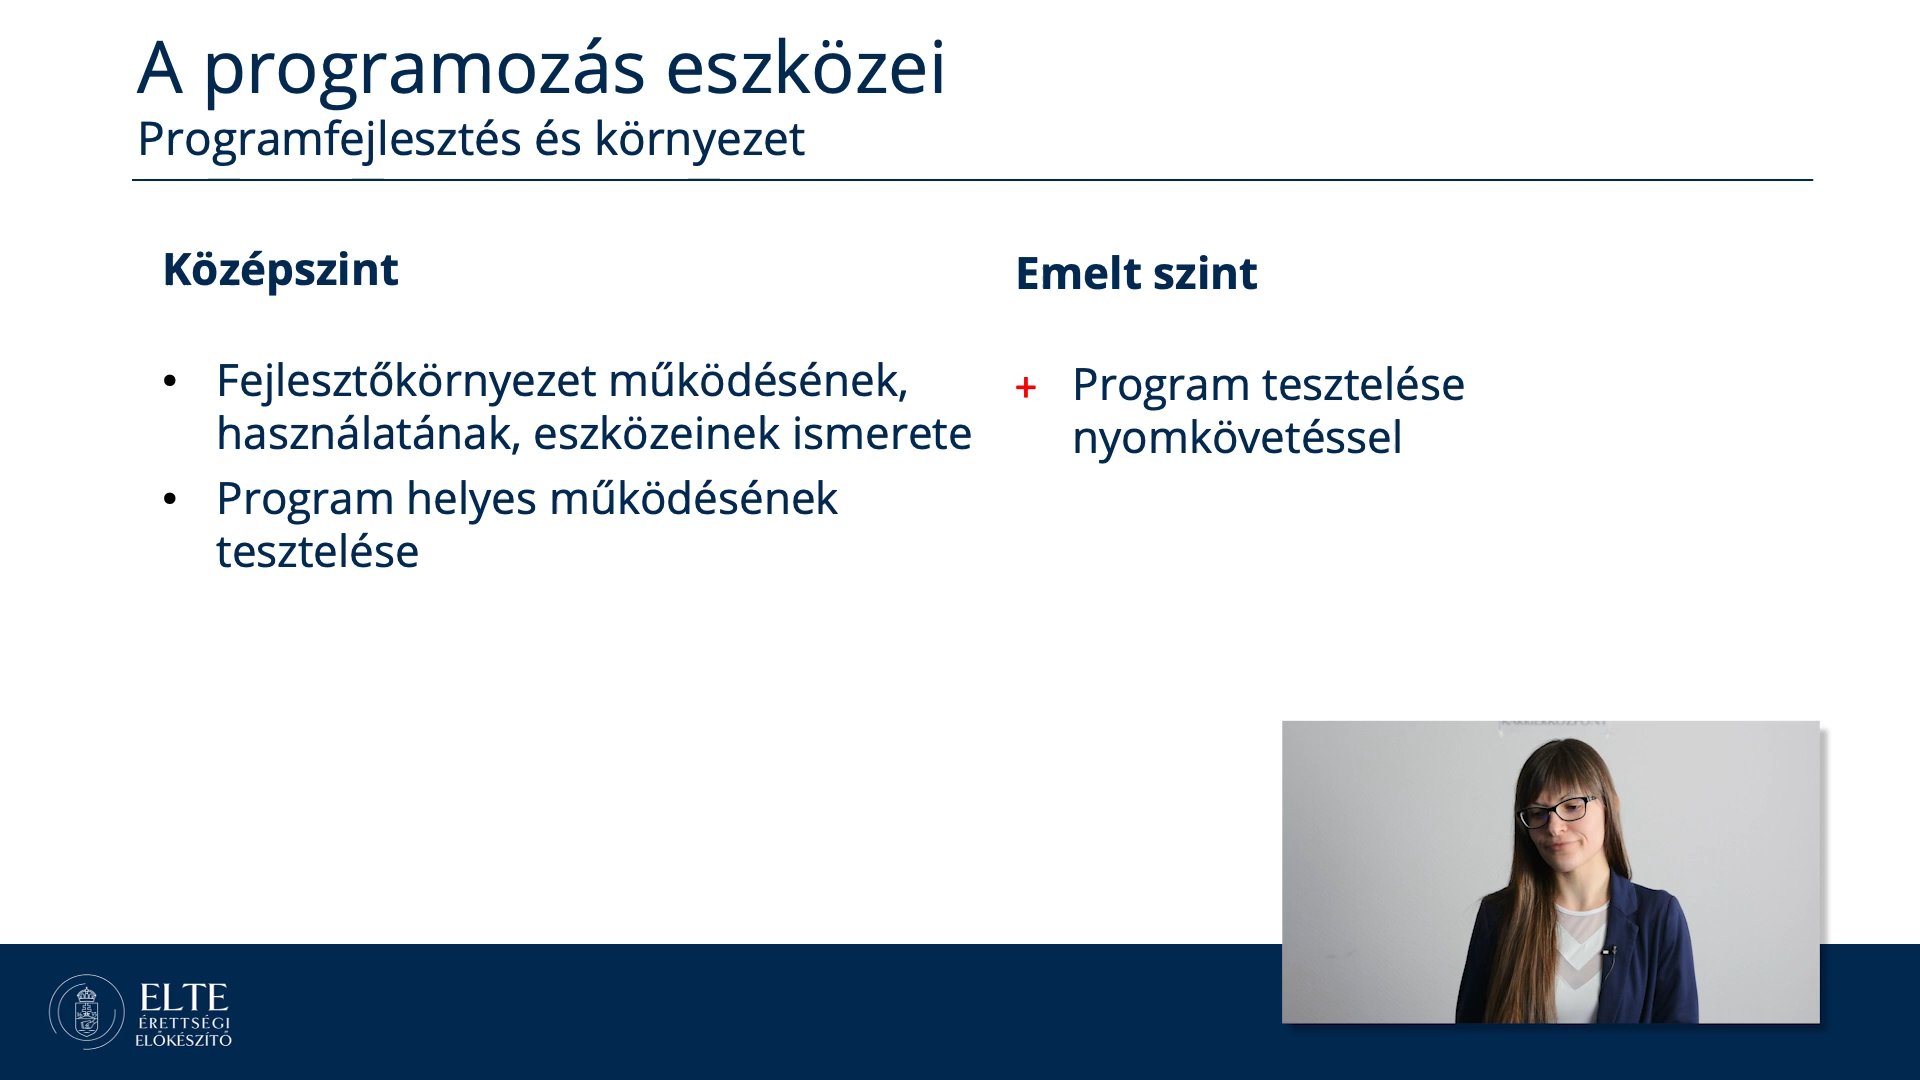 A programozás eszközei
Programfejlesztés és környezet
Középszint
• Fejlesztőkörnyezet működésének,
használatának, eszközeinek ismerete
• Program helyes működésének
tesztelése
Emelt szint
+ Program tesztelése
nyomkövetéssel
ELTE
ÉRETTSÉGI
ELŐKÉSZÍTŐ